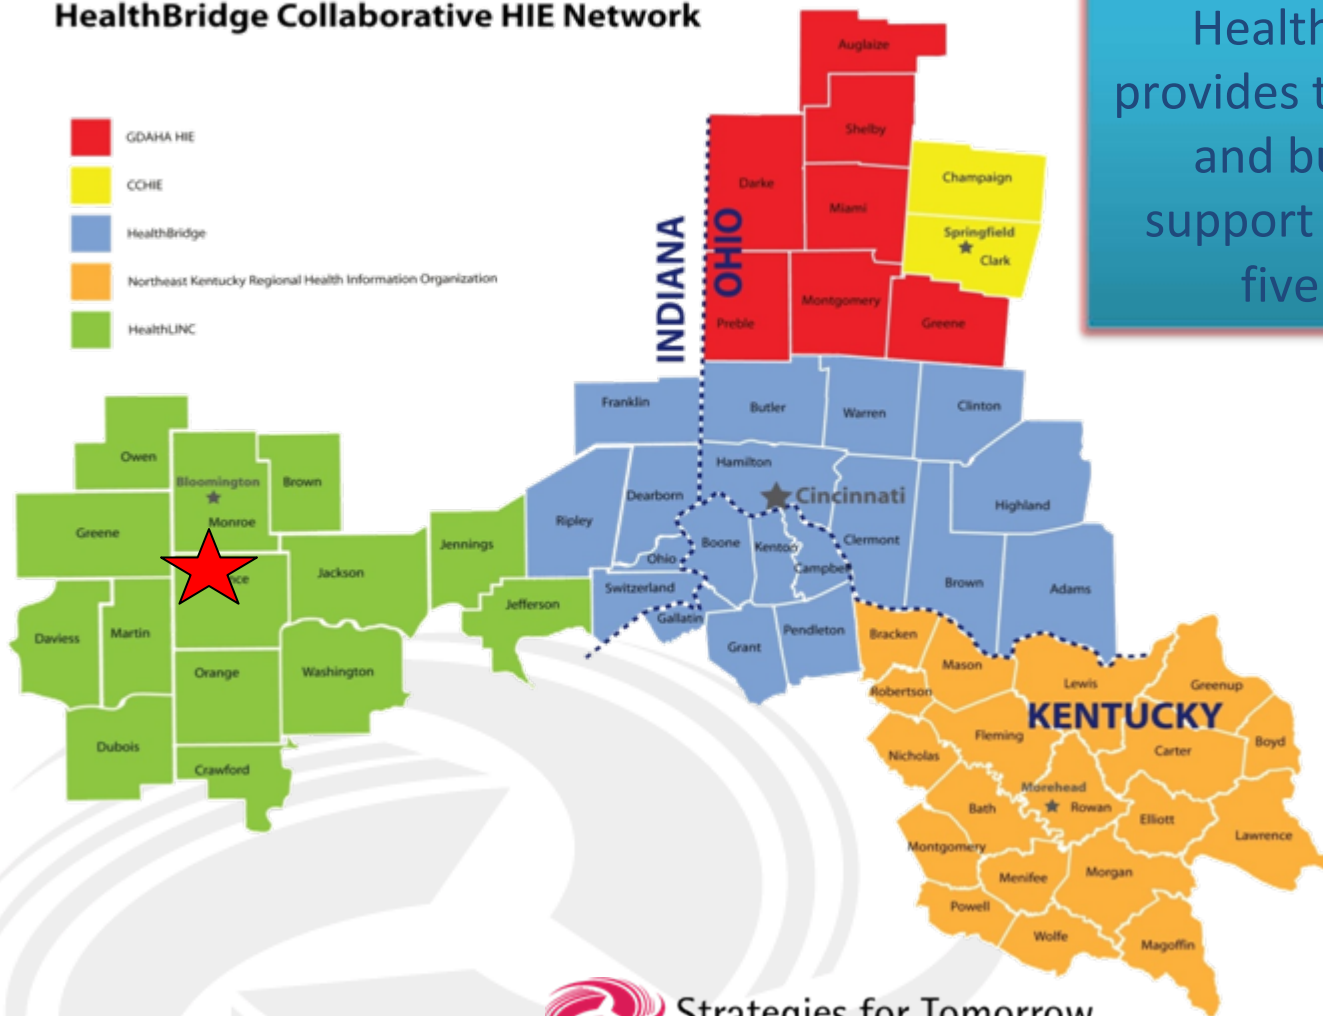 HealthBridge Collaborative HIE Network
GDAHA HIE
CCHIE
HealthBridge
Northeast Kentucky Regional Health Information Organization
HealthLINC
provides
and
support
five
INDIANA
OHIO
KENTUCKY
Auglaize
Shelby
Darke
Miami
Champaign
Springfield
Clark
Preble
Montgomery
Greene
Franklin
Butler
Warren
Clinton
Hamilton
Cincinnati
Dearborn
Ripley
Highland
Ohio
Boone
Kenton
Campbell
Clermont
Brown
Adams
Switzerland
Gallatin
Grant
Pendleton
Owen
Bloomington
Brown
Greene
Monroe
Jennings
Jackson
Jefferson
Daviess
Martin
Orange
Washington
Dubois
Crawford
Bracken
Mason
Robertson
Lewis
Greenup
Fleming
Nicholas
Carter
Boyd
Morehead
Bath
Rowan
Elliott
Lawrence
Montgomery
Menifee
Morgan
Powell
Wolfe
Magoffin
Strategies for Tomorrow